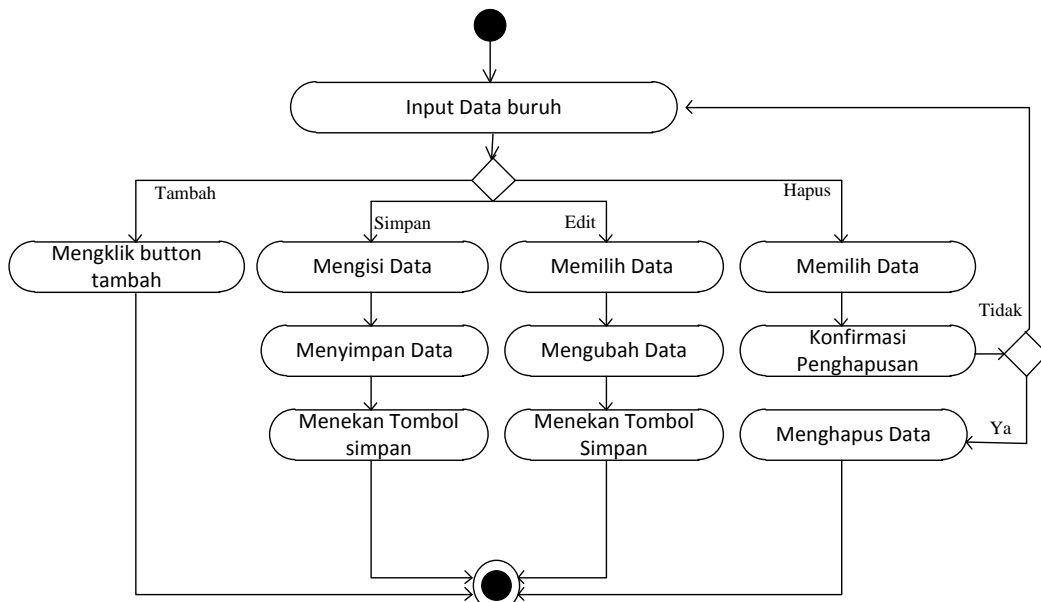 Input Data buruh
Tambah
Hapus
Simpan
Edit
Mengklik button
tambah
Mengisi Data
Memilih Data
Memilih Data
Tidak
Menyimpan Data
Mengubah Data
Konfirmasi
Penghapusan
Menekan Tombol
simpan
Menekan Tombol
Simpan
Menghapus Data
Ya